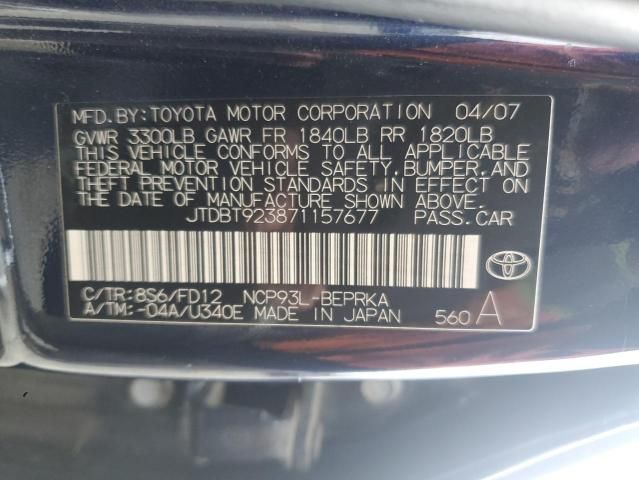 MFD.BY:TOYOTA MOTOR CORPORATION 04/07
GVWR 3300LB GAWR FR 1840LB RR 1820LB
THIS VEHICLE CONFORMS TO ALL APPLICABLE
FEDERAL MOTOR VEHICLE SAFETY,BUMPER,AND
THEFT PREVENTION STANDARDS IN EFFECT ON
THE DATE OF MANUFACTURE SHOWN ABOVE.
JTDBT923871157677 PASS.CAR
C/TR:8S6/FD12 NCP93L-BEPRKA
A/TM:-04A/U340E MADE IN JAPAN 560 A